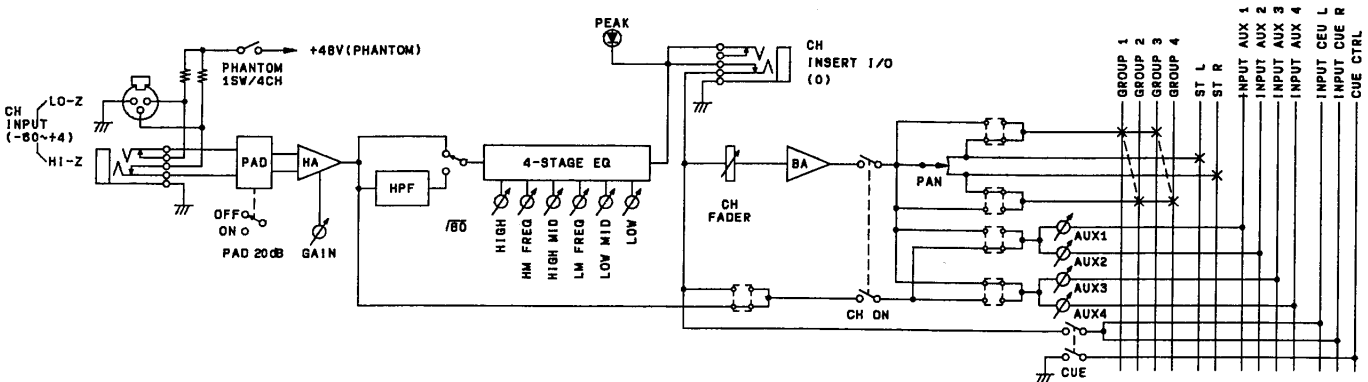 CH
INPUT
(-60~+4)
LO-Z
HI-Z
+48V(PHANTOM)
PHANTOM
1SW/4CH
PAD
OFF
ON
PAD 20dB
HA
GAIN
HPF
/80
4-STAGE EQ
HIGH
HM FREQ
HIGH MID
LM FREQ
LOW MID
LOW
PEAK
CH
INSERT I/O
(0)
CH
FADER
BA
CH ON
PAN
AUX1
AUX2
AUX3
AUX4
CUE
GROUP 1
GROUP 2
GROUP 3
GROUP 4
ST L
ST R
INPUT AUX 1
INPUT AUX 2
INPUT AUX 3
INPUT AUX 4
INPUT CEU L
INPUT CUE R
CUE CTRL